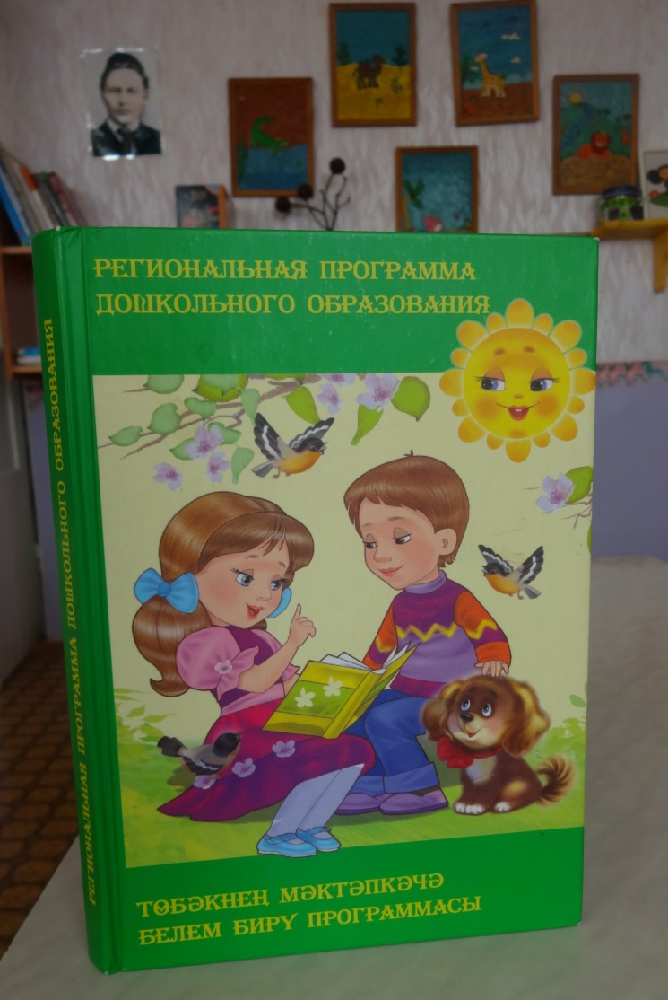 РЕГИОНАЛЬНАЯ ПРОГРАММА
ДОШКОЛЬНОГО ОБРАЗОВАНИЯ
РЕГИОНАЛЬНАЯ ПРОГРАММА ДОШКОЛЬНОГО ОБРАЗОВАНИЯ
ТӨБӘКНЕҢ МӘКТӘПКӘЧӘ
БЕЛЕМ БИРҮ ПРОГРАММАСЫ